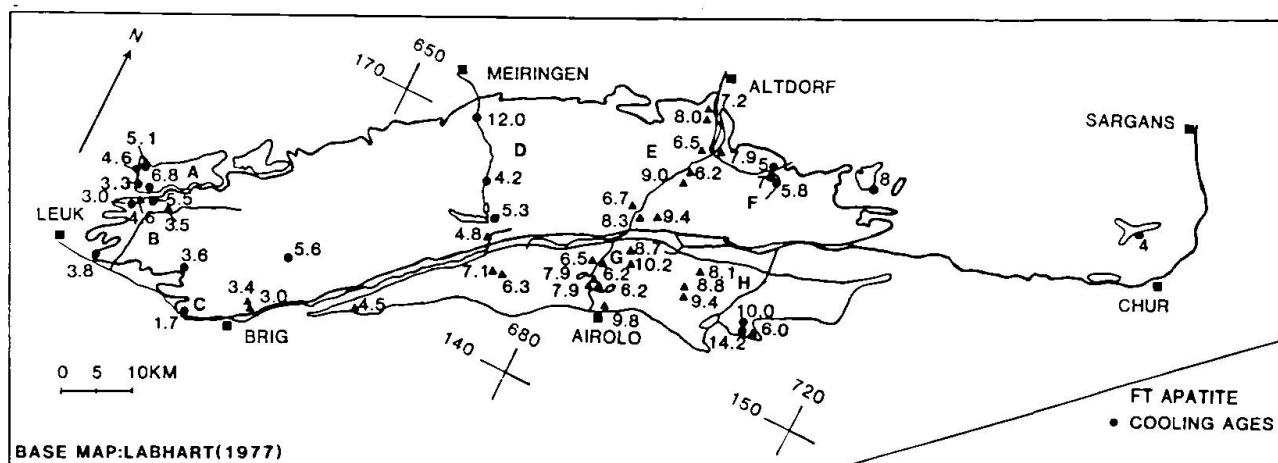 N
170
650
MEIRINGEN
ALTDORF
SARGANS
7.2
8.0
12.0
D
E
6.5
7.9
5
5.1
4.6
A
3.3
6.8
9.0
6.2
7
5.8
8
F
4.2
3.0
5.5
4.6
3.5
LEUK
B
6.7
8.3
9.4
5.3
4.8
4
3.8
3.6
5.6
8.7
6.5
G
10.2
7.1
6.3
7.9
6.2
8.1
H
8.8
7.9
6.2
9.4
3.4
3.0
C
1.7
4.5
9.8
10.0
6.0
14.2
BRIG
AIROLO
CHUR
0 5 10KM
140
680
150
720
FT APATITE
COOLING AGES
BASE MAP:LABHART(1977)